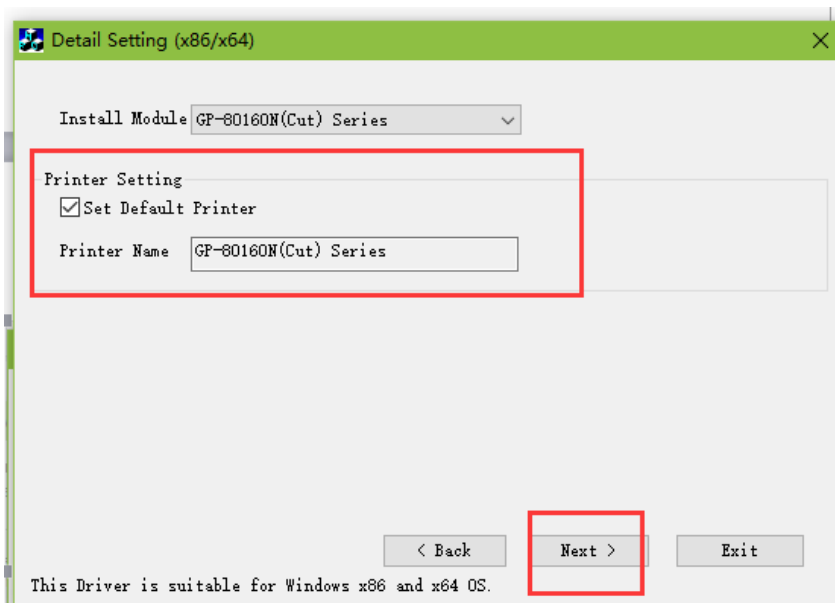 Detail Setting (x86/x64)
Install Module GP-80160N(Cut) Series
Printer Setting
Set Default Printer
Printer Name GP-80160N(Cut) Series
< Back Next > Exit
This Driver is suitable for Windows x86 and x64 OS.